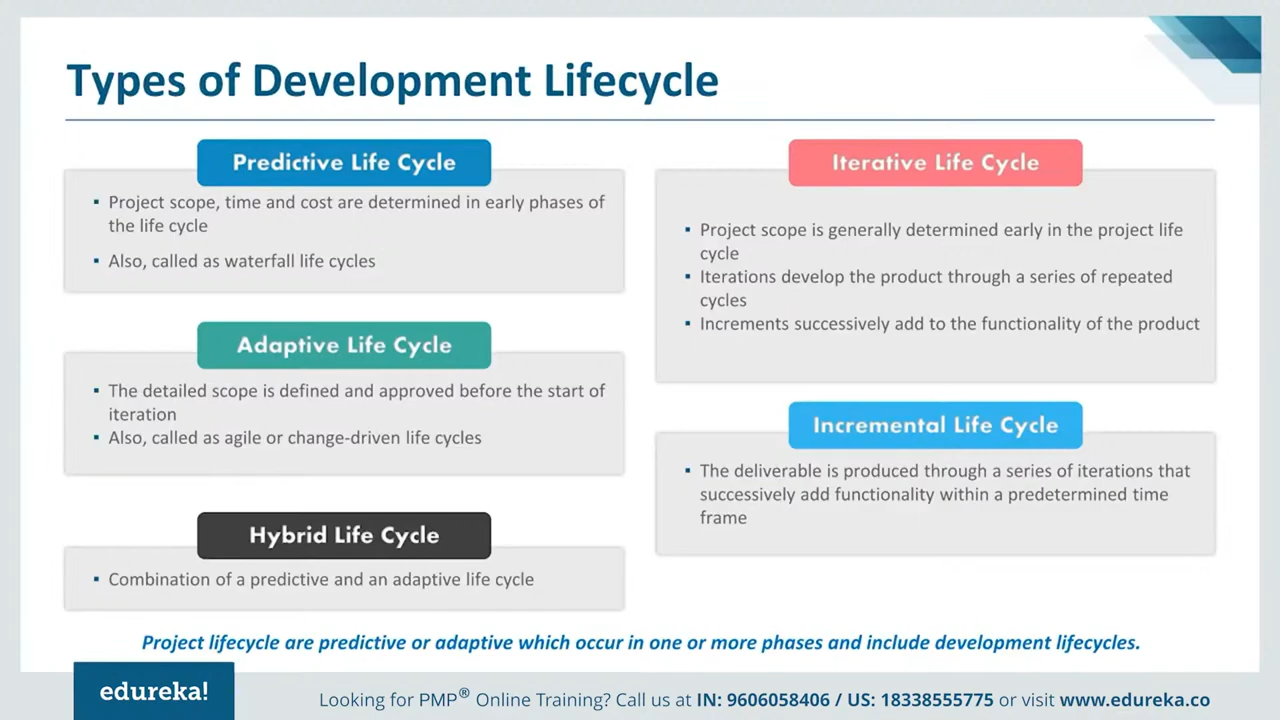 Types of Development Lifecycle
Predictive Life Cycle
▪ Project scope, time and cost are determined in early phases of
the life cycle
▪ Also, called as waterfall life cycles
Adaptive Life Cycle
▪ The detailed scope is defined and approved before the start of
iteration
▪ Also, called as agile or change-driven life cycles
Hybrid Life Cycle
▪ Combination of a predictive and an adaptive life cycle
Iterative Life Cycle
▪ Project scope is generally determined early in the project life
cycle
▪ Iterations develop the product through a series of repeated
cycles
▪ Increments successively add to the functionality of the product
Incremental Life Cycle
▪ The deliverable is produced through a series of iterations that
successively add functionality within a predetermined time
frame
Project lifecycle are predictive or adaptive which occur in one or more phases and include development lifecycles.
edureka!
Looking for PMP® Online Training? Call us at IN: 9606058406 / US: 18338555775 or visit www.edureka.co